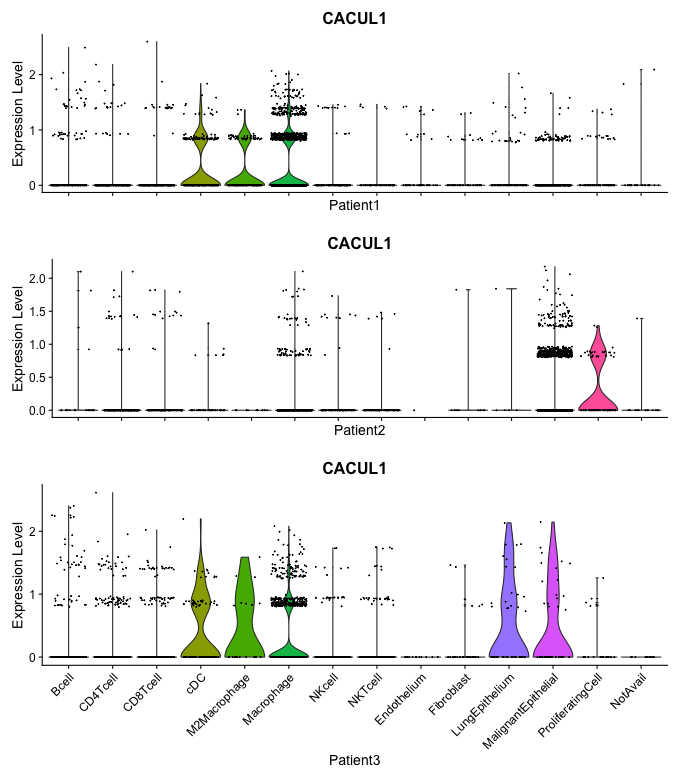 CACUL1
Expression Level
2
1
0
Patient1
CACUL1
Expression Level
2.0
1.5
1.0
0.5
0.0
Patient2
CACUL1
Expression Level
2
1
0
Bcell
CD4Tcell
CD8Tcell
cDC
M2Macrophage
Macrophage
NKcell
NKTcell
Endothelium
Fibroblast
LungEpithelium
MalignantEpithelial
ProliferatingCell
NotAvail
Patient3